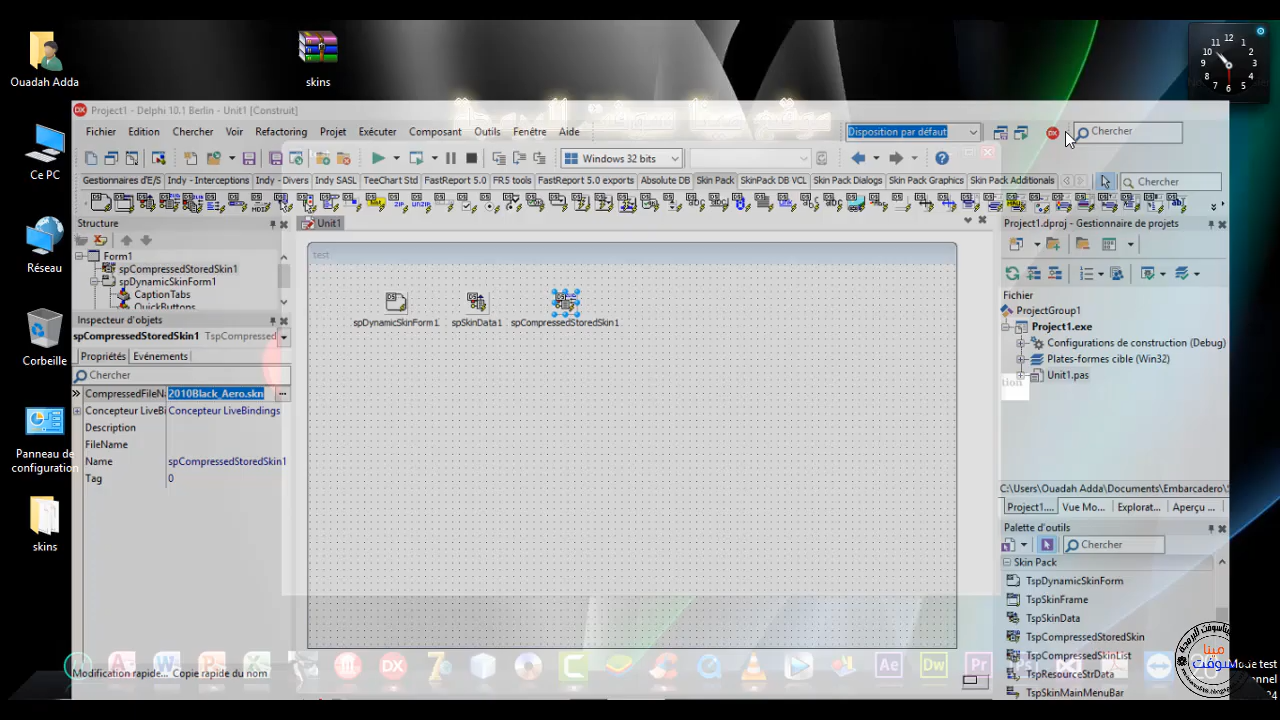 Ouadah Adda
skins
Project1 - Delphi 10.1 Berlin - Unit1 [Construit]
Fichier Edition Chercher Voir Refactoring Projet Exécuter Composant Outils Fenêtre Aide
Disposition par défaut
Chercher
Ce PC
Windows 32 bits
Gestionnaires d'E/S Indy - Interceptions Indy - Divers Indy SASL TeeChart Std FastReport 5.0 FR5 tools FastReport 5.0 exports Absolute DB Skin Pack SkinPack DB VCL Skin Pack Dialogs Skin Pack Graphics Skin Pack Additionals
Chercher
Structure
Unit1
Project1.dproj - Gestionnaire de projets
Form1
spCompressedStoredSkin1
spDynamicSkinForm1
CaptionTabs
QuickButtons
test
spDynamicSkinForm1 spSkinData1 spCompressedStoredSkin1
Réseau
Fichier
ProjectGroup1
Project1.exe
Configurations de construction (Debug)
Plates-formes cible (Win32)
Unit1.pas
Inspecteur d'objets
spCompressedStoredSkin1 TspCompressed
Propriétés Evénements
Chercher
CompressedFileNa 2010Black_Aero.skn
Concepteur LiveBi Concepteur LiveBindings
Description
FileName
Name spCompressedStoredSkin1
Tag 0
Corbeille
Panneau de configuration
skins
C:\Users\Ouadah Adda\Documents\Embarcadero\
Project1.... Vue Mo... Explorat... Aperçu ...
Palette d'outils
Chercher
Skin Pack
TspDynamicSkinForm
TspSkinFrame
TspSkinData
TspCompressedStoredSkin
TspCompressedSkinList
TspResourceStrData
TspSkinMainMenuBar
Modification rapide... Copie rapide du nom
Mode test
مينا
سوفت